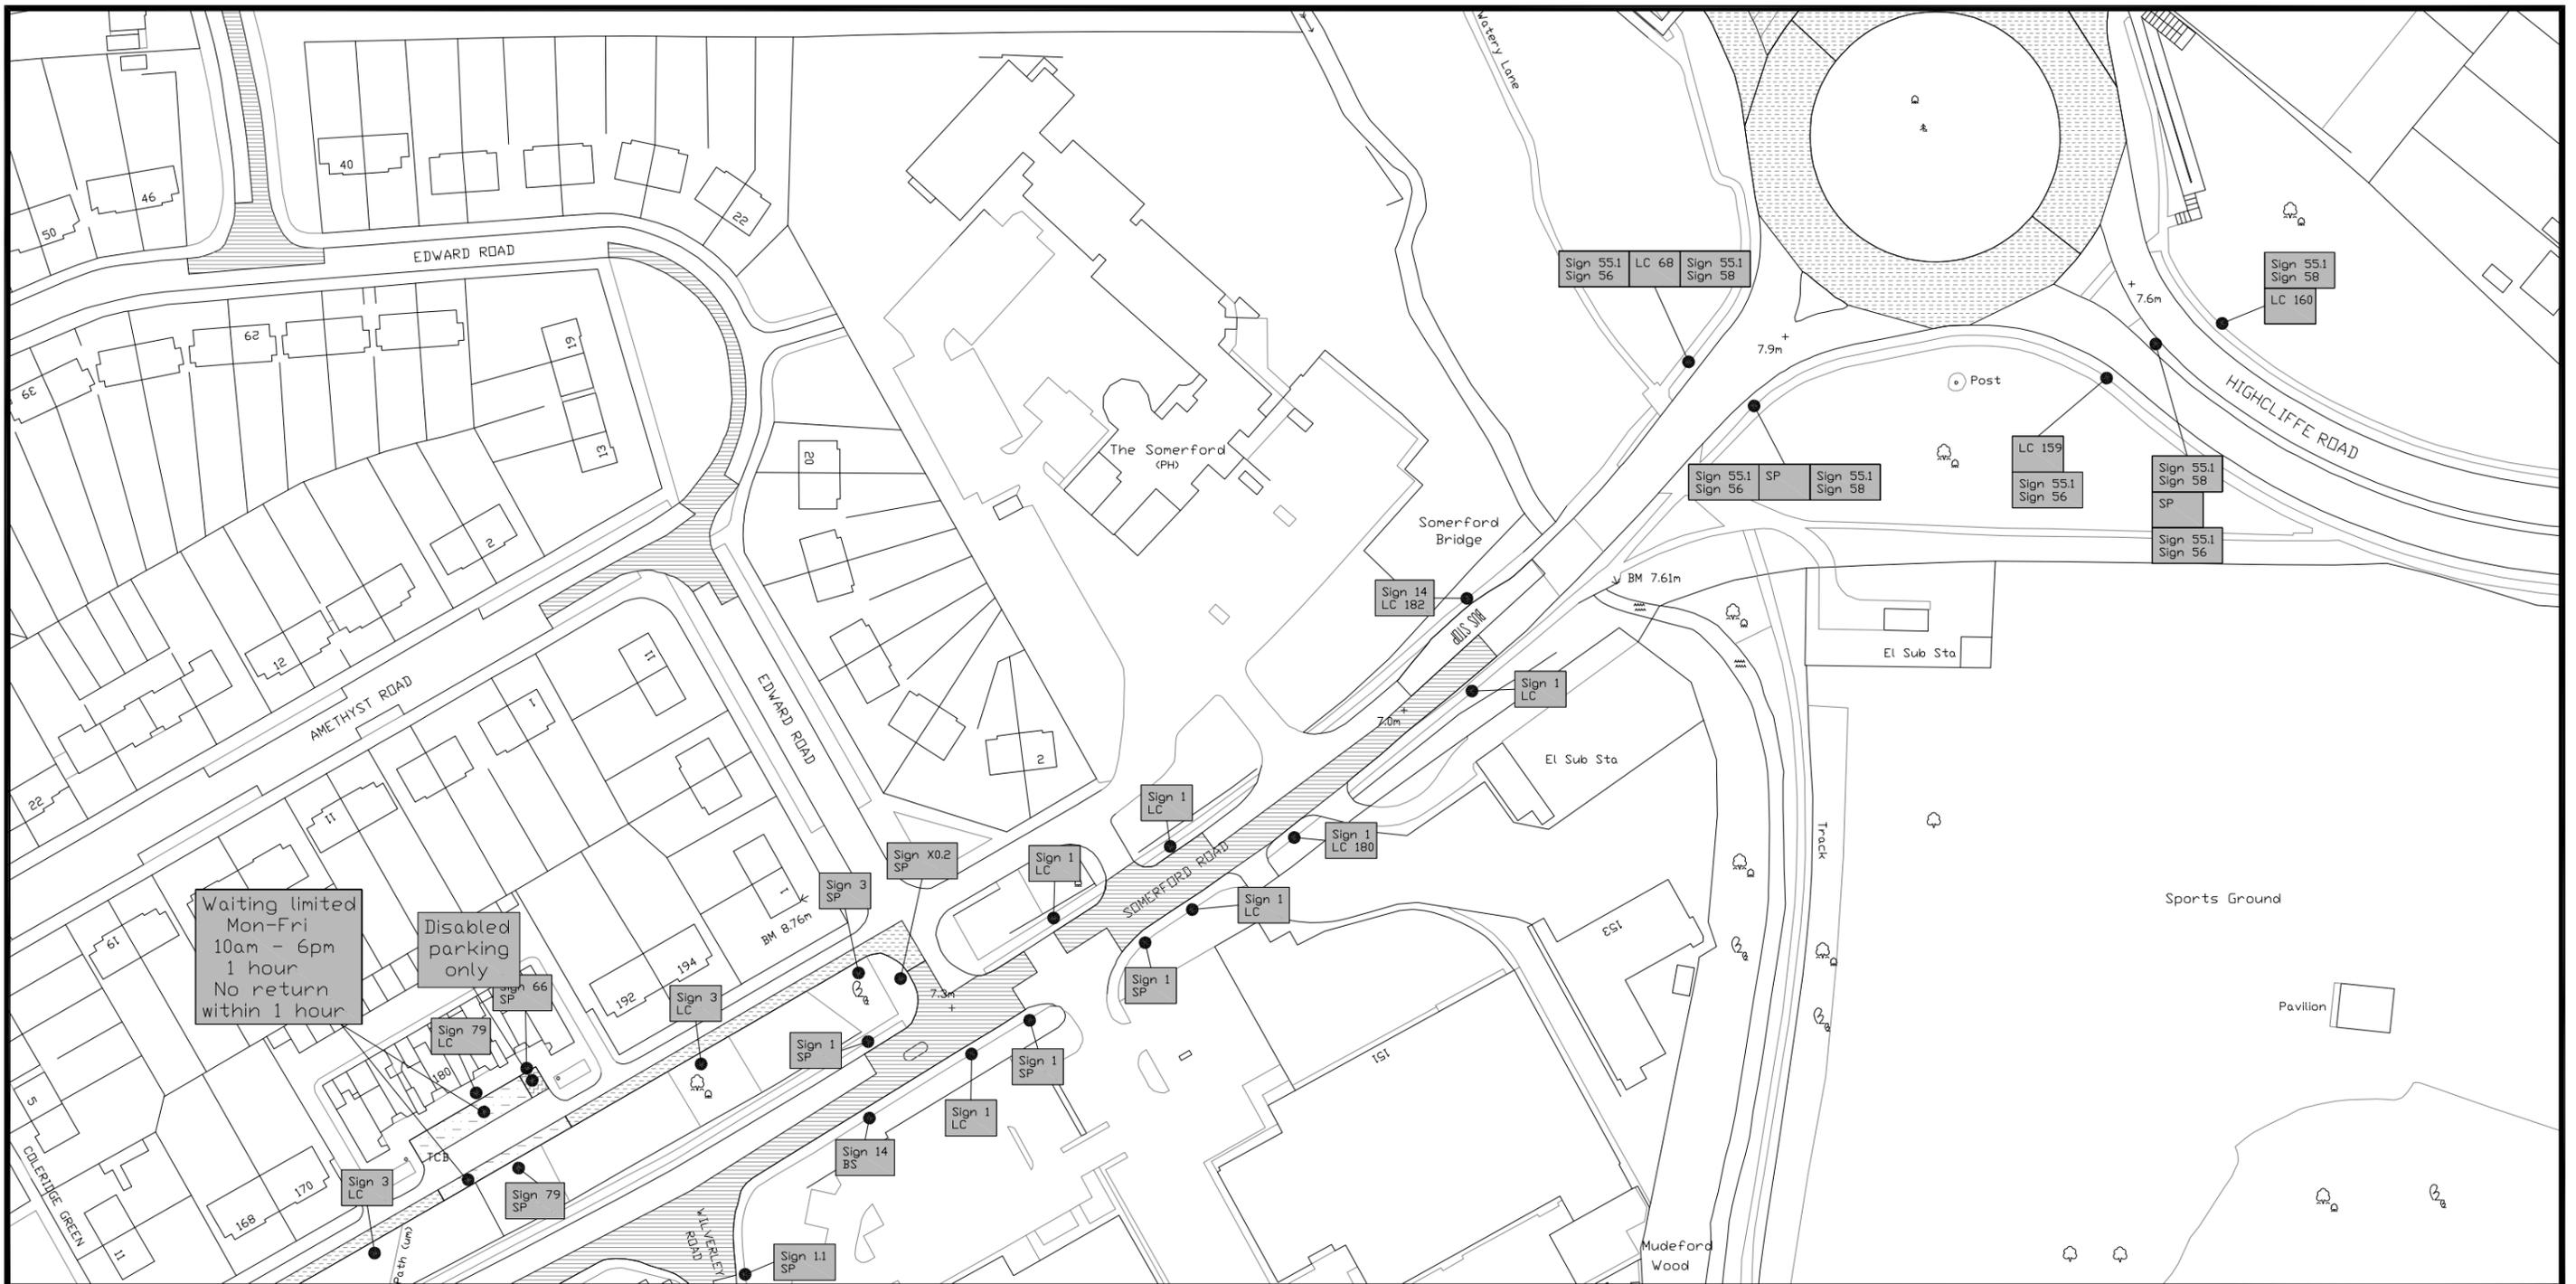 Watery Lane
40
46
50
22
EDWARD ROAD
62
39
19
13
20
2
12
22
AMETHYST ROAD
11
1
11
EDWARD ROAD
2
1
The Somerford
(PH)
Somerford
Bridge
Sign 55.1
Sign 56
LC 68
Sign 55.1
Sign 58
7.9m
7.6m
Sign 55.1
Sign 58
LC 160
HIGHCLIFFE ROAD
Post
Sign 55.1
Sign 56
SP
Sign 55.1
Sign 58
LC 159
Sign 55.1
Sign 56
Sign 55.1
Sign 58
SP
Sign 55.1
Sign 56
BM 7.61m
Sign 14
LC 182
BUS STOP
El Sub Sta
Sign 1
LC
7.0m
El Sub Sta
Sign 1
LC
Sign 1
LC 180
Track
SOMERFORD ROAD
Sign X0.2
SP
Sign 1
LC
Sign 3
SP
Sign 1
LC
BM 8.76m
Sports Ground
153
Waiting limited
Mon-Fri
10am - 6pm
1 hour
No return
within 1 hour
Disabled
parking
only
19
Sign 66
SP
192
194
Sign 3
LC
7.3m
Sign 1
SP
Pavilion
Sign 79
LC
180
Sign 1
SP
Sign 1
SP
151
5
Sign 1
LC
TCB
Sign 14
BS
COLERIDGE GREEN
170
168
Sign 3
LC
Sign 79
SP
11
Path (um)
WILVERLEY
ROAD
Sign 1.1
SP
Mudeford
Wood